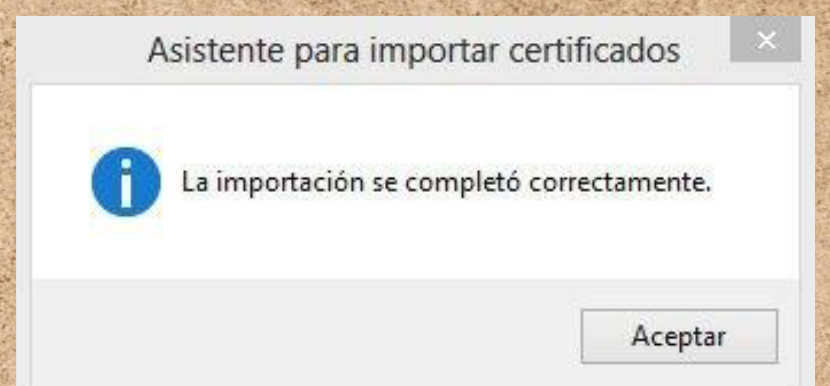 Asistente para importar certificados
La importación se completó correctamente.
Aceptar